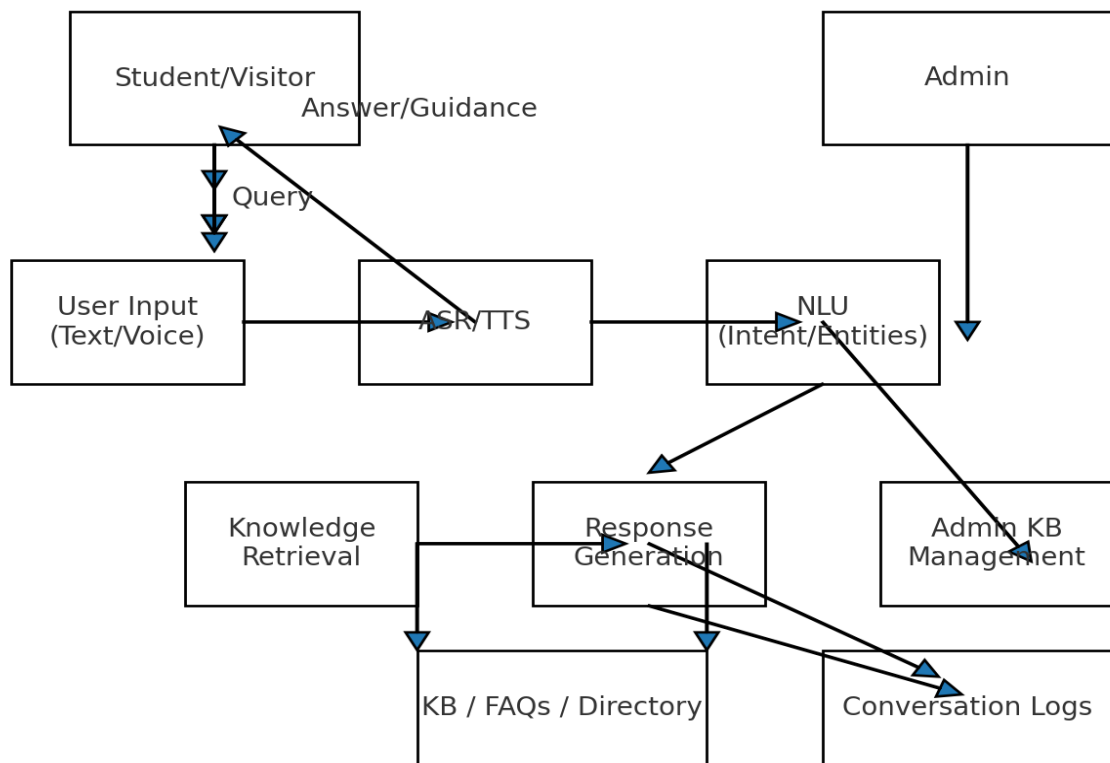 Student/Visitor
Admin
Answer/Guidance
Query
User Input
(Text/Voice)
ASR/TTS
NLU
(Intent/Entities)
Knowledge
Retrieval
Response
Generation
Admin KB
Management
KB / FAQs / Directory
Conversation Logs